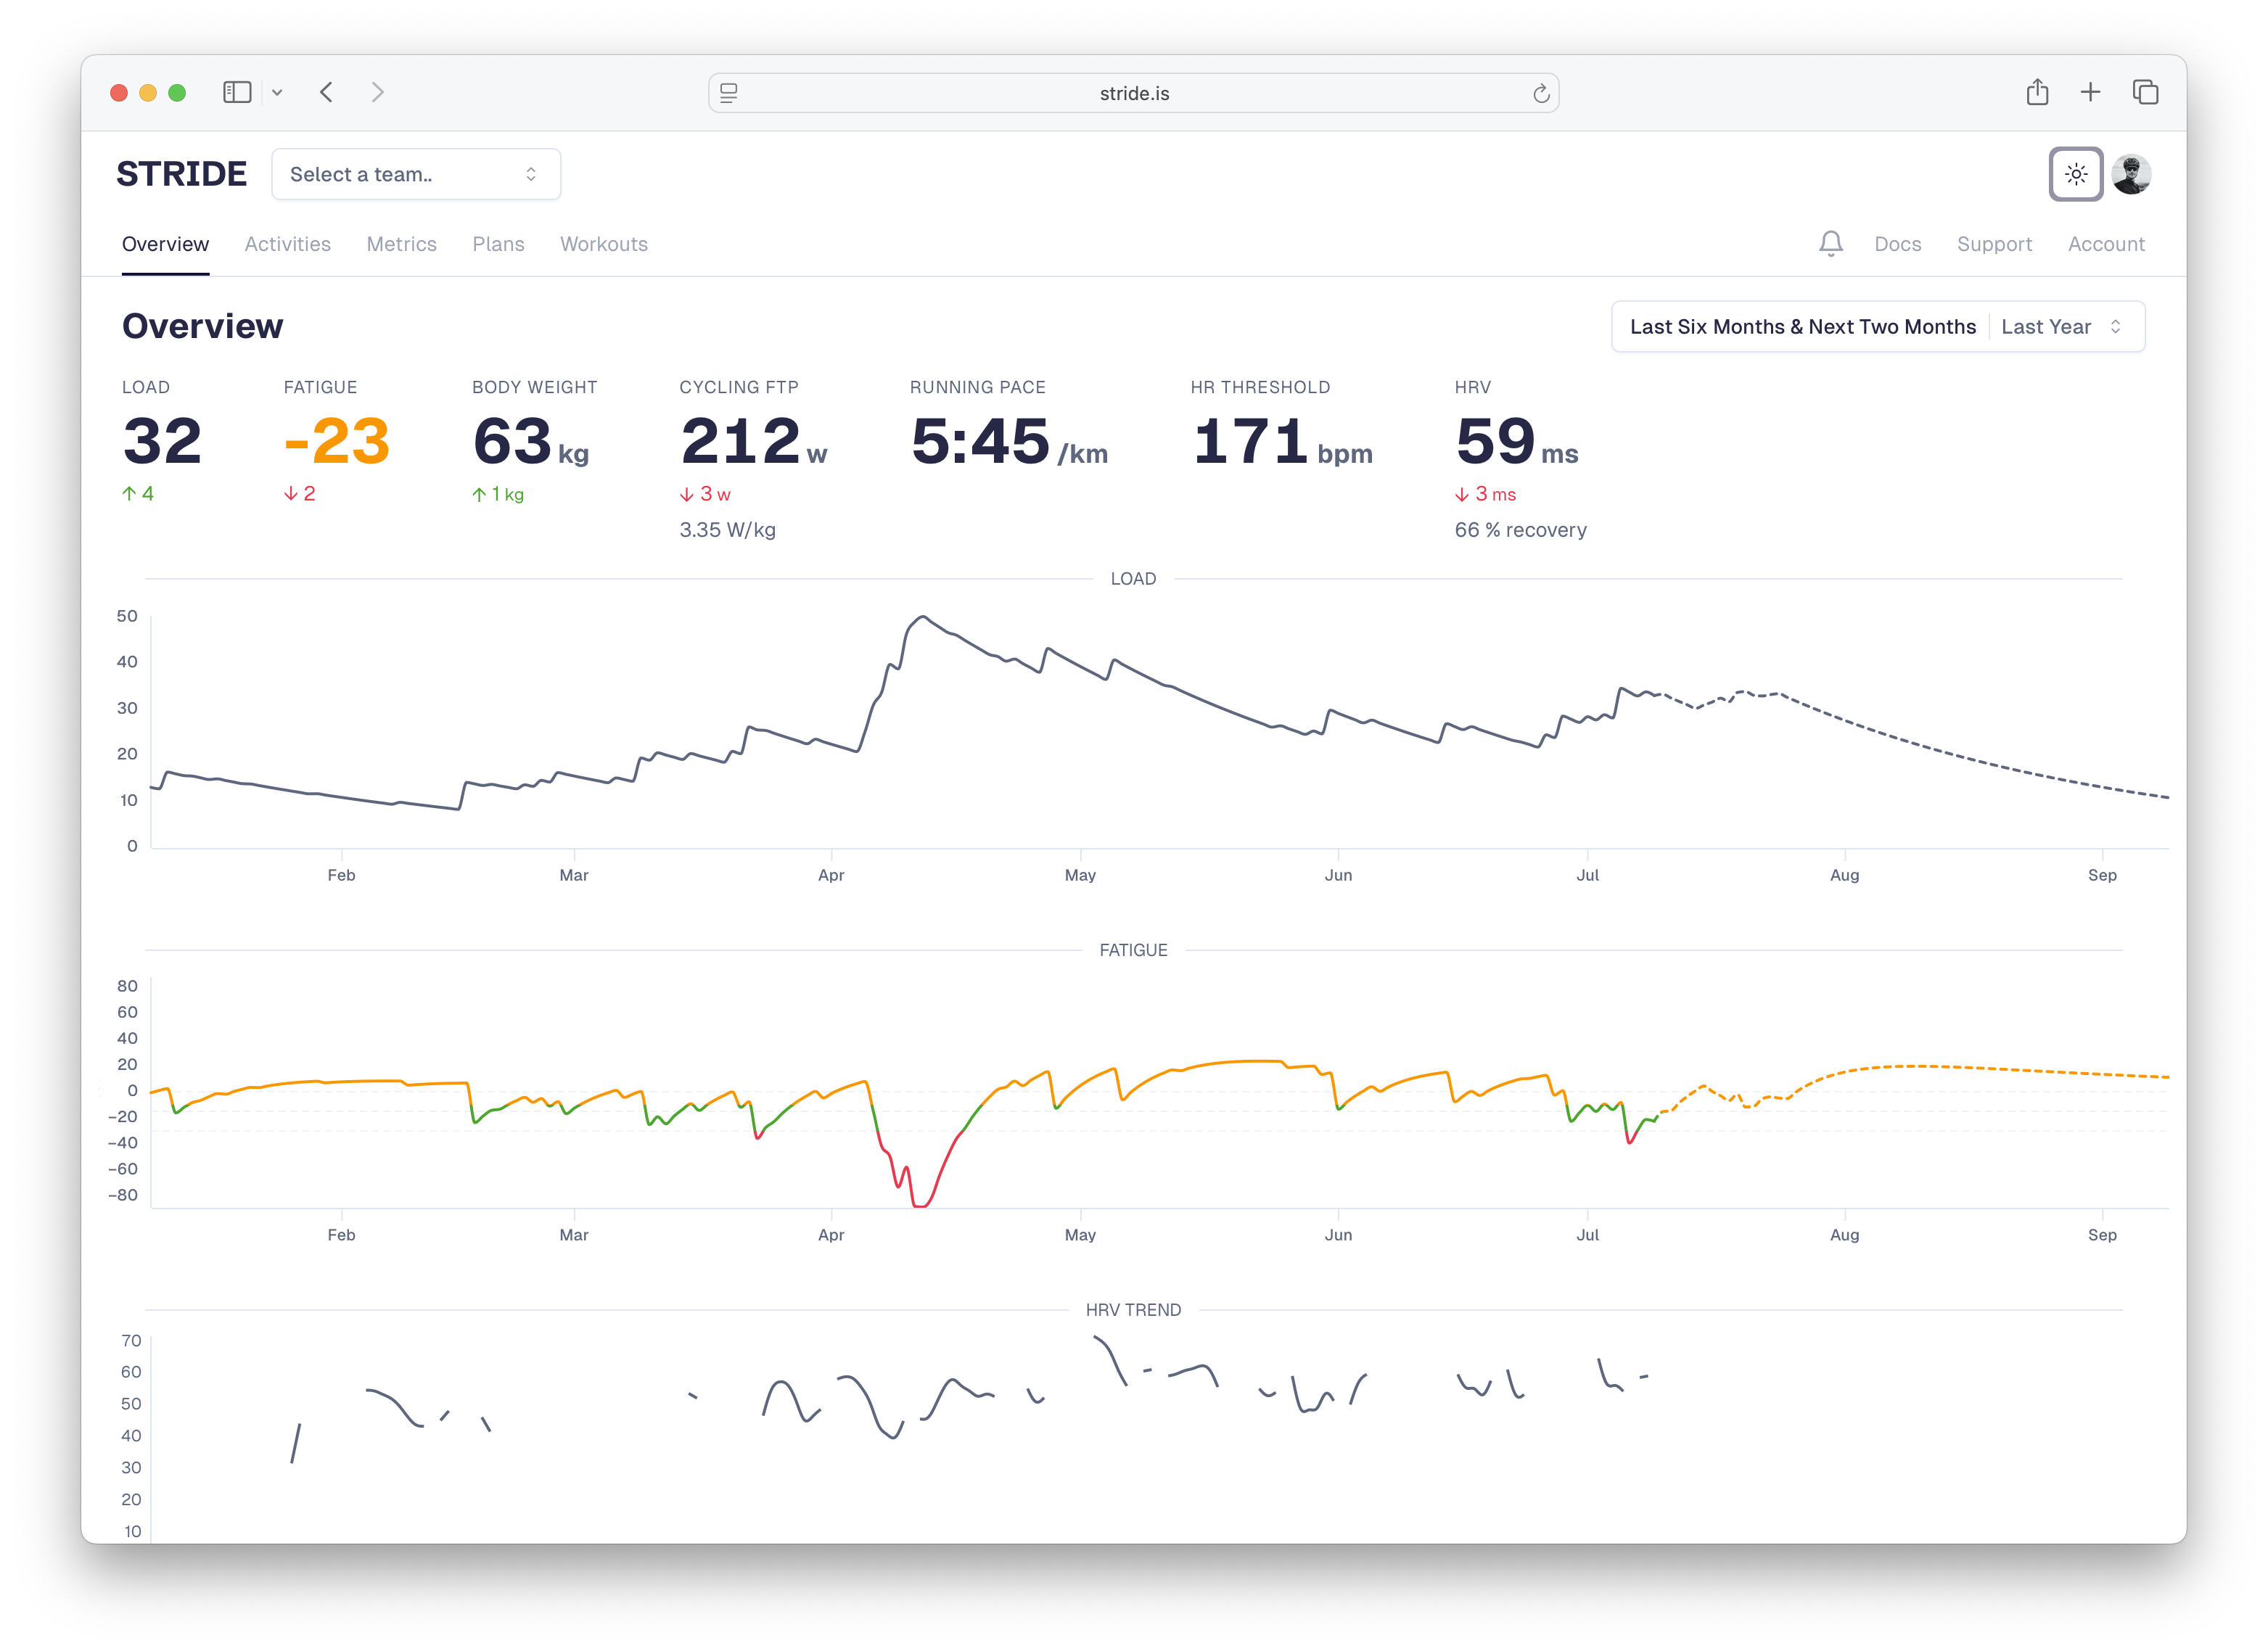 stride.is
STRIDE
Select a team..
Overview Activities Metrics Plans Workouts Docs Support Account
Overview
Last Six Months & Next Two Months Last Year
LOAD FATIGUE BODY WEIGHT CYCLING FTP RUNNING PACE HR THRESHOLD HRV
32 -23 63 kg 212 w 5:45 /km 171 bpm 59 ms
↑ 4 ↓ 2 ↑ 1 kg ↓ 3 w ↓ 3 ms
3.35 W/kg 66 % recovery
LOAD
50
40
30
20
10
0
Feb Mar Apr May Jun Jul Aug Sep
FATIGUE
80
60
40
20
0
−20
−40
−60
−80
Feb Mar Apr May Jun Jul Aug Sep
HRV TREND
70
60
50
40
30
20
10